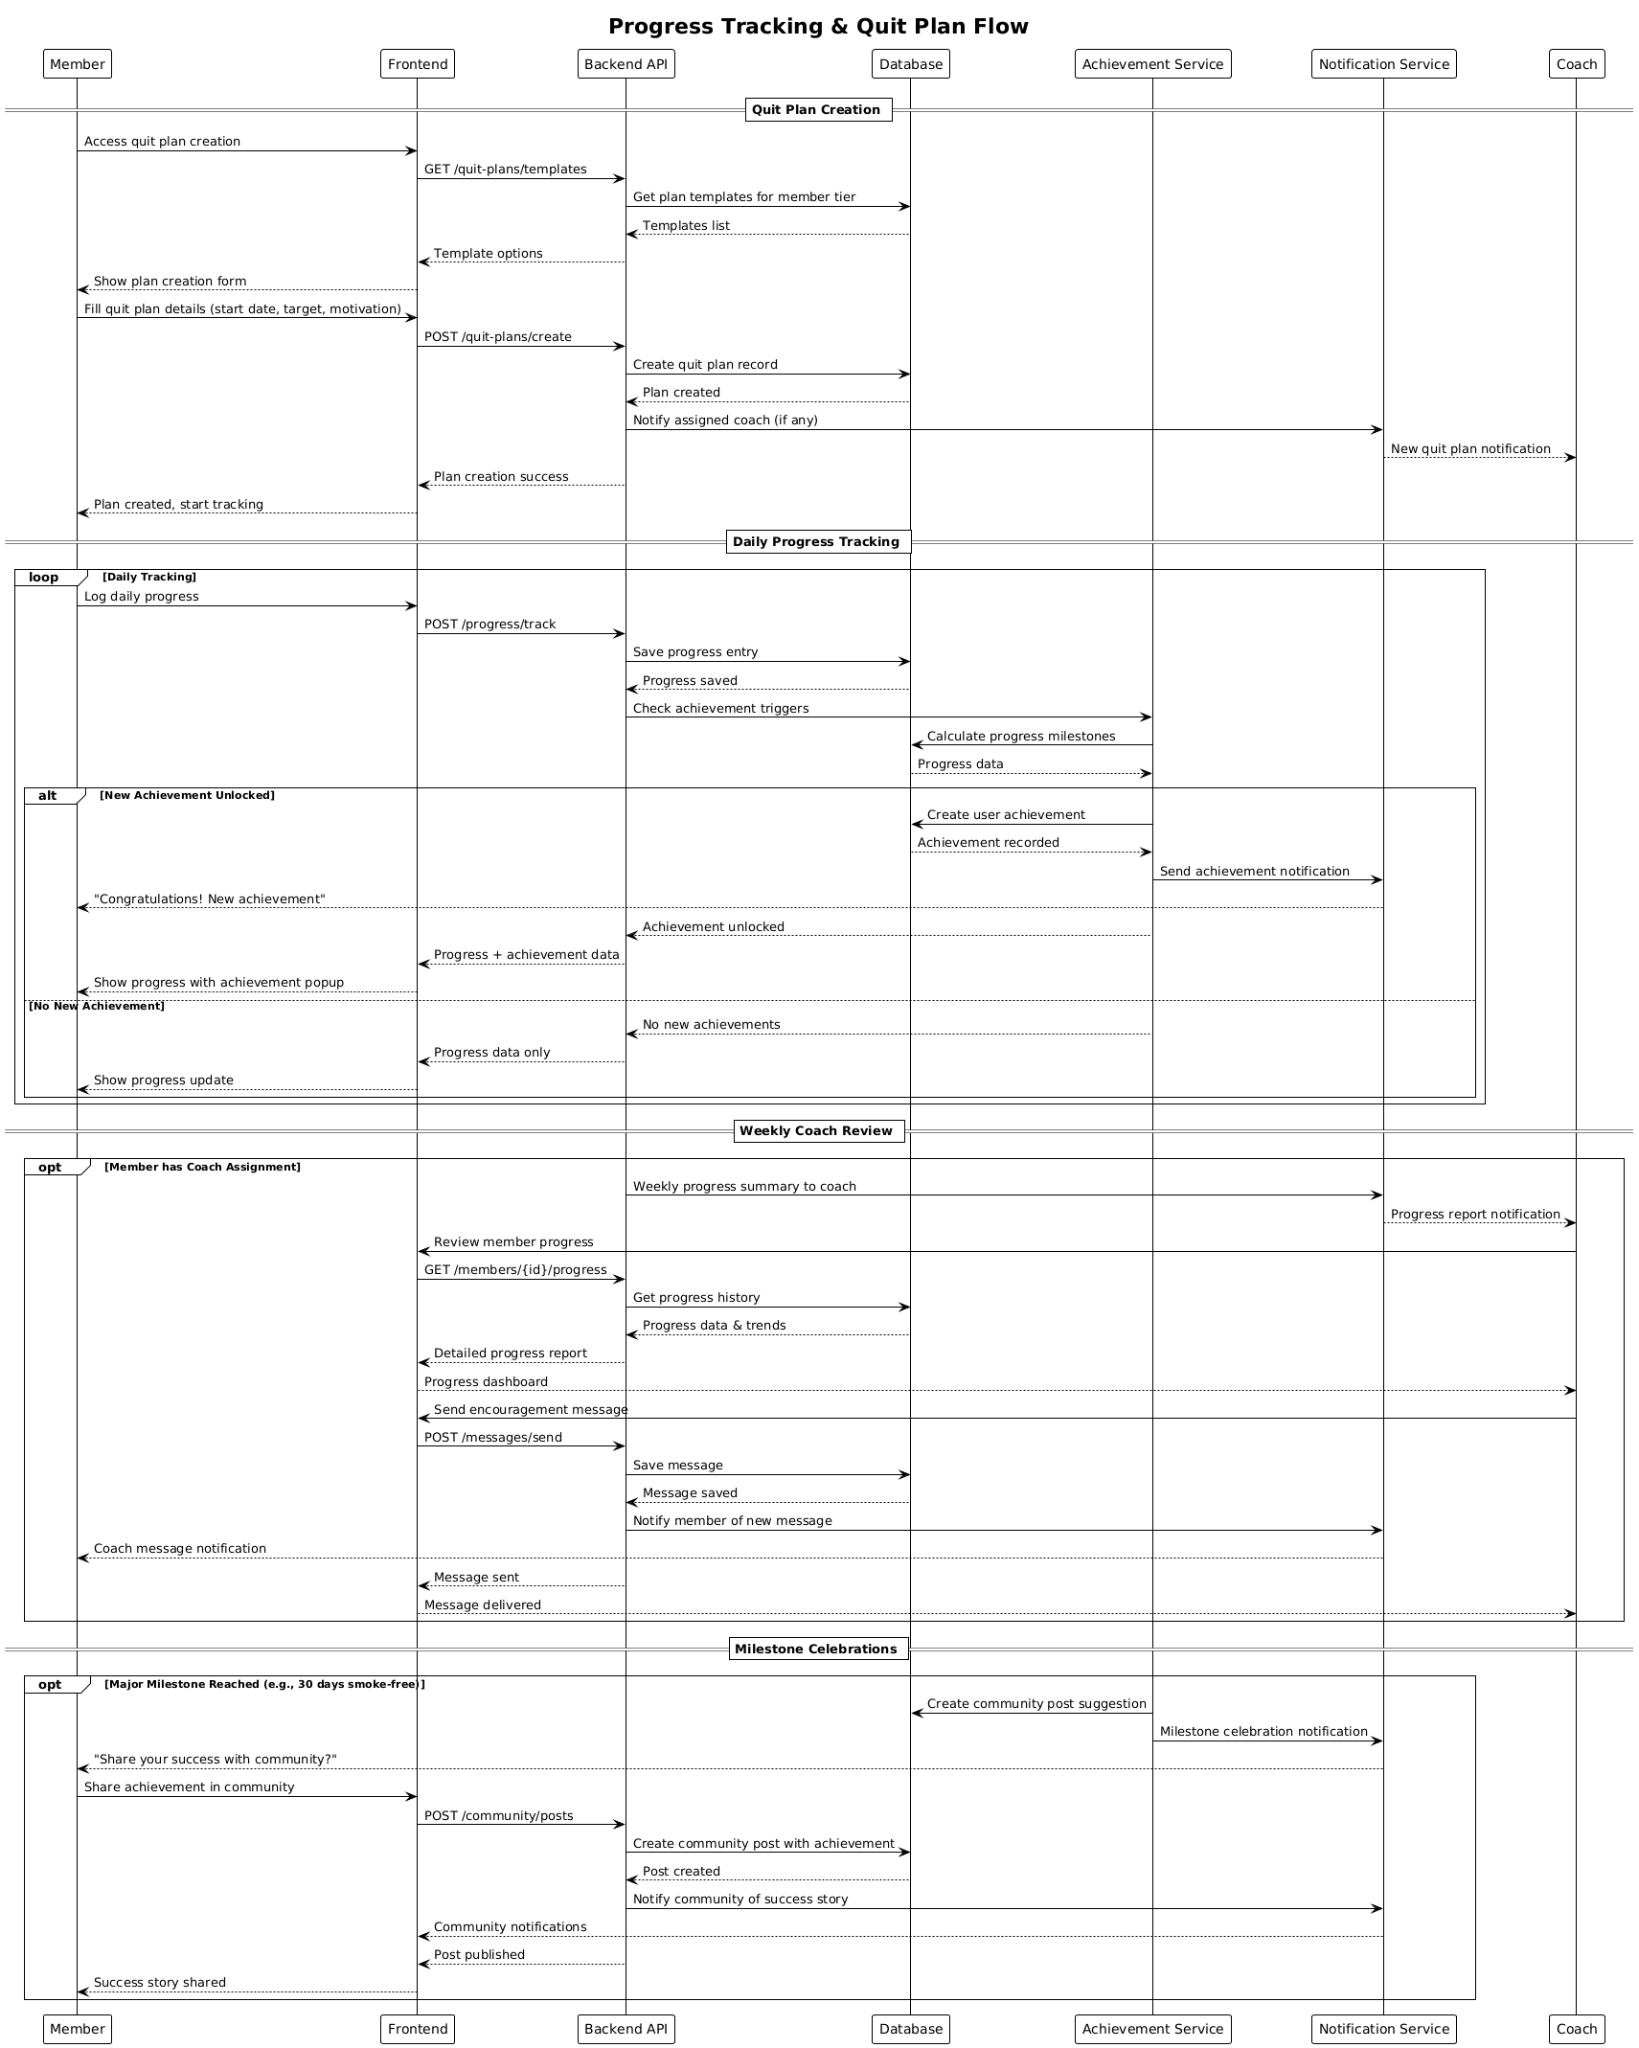 Progress Tracking & Quit Plan Flow
Member Frontend Backend API Database Achievement Service Notification Service Coach
Quit Plan Creation
Access quit plan creation
GET /quit-plans/templates
Get plan templates for member tier
Templates list
Template options
Show plan creation form
Fill quit plan details (start date, target, motivation)
POST /quit-plans/create
Create quit plan record
Plan created
Notify assigned coach (if any)
New quit plan notification
Plan creation success
Plan created, start tracking
Daily Progress Tracking
loop [Daily Tracking]
Log daily progress
POST /progress/track
Save progress entry
Progress saved
Check achievement triggers
Calculate progress milestones
Progress data
alt [New Achievement Unlocked]
Create user achievement
Achievement recorded
Send achievement notification
"Congratulations! New achievement"
Achievement unlocked
Progress + achievement data
Show progress with achievement popup
[No New Achievement]
No new achievements
Progress data only
Show progress update
Weekly Coach Review
opt [Member has Coach Assignment]
Weekly progress summary to coach
Progress report notification
Review member progress
GET /members/{id}/progress
Get progress history
Progress data & trends
Detailed progress report
Progress dashboard
Send encouragement message
POST /messages/send
Save message
Message saved
Notify member of new message
Coach message notification
Message sent
Message delivered
Milestone Celebrations
opt [Major Milestone Reached (e.g., 30 days smoke-free)]
Create community post suggestion
Milestone celebration notification
"Share your success with community?"
Share achievement in community
POST /community/posts
Create community post with achievement
Post created
Notify community of success story
Community notifications
Post published
Success story shared
Member Frontend Backend API Database Achievement Service Notification Service Coach